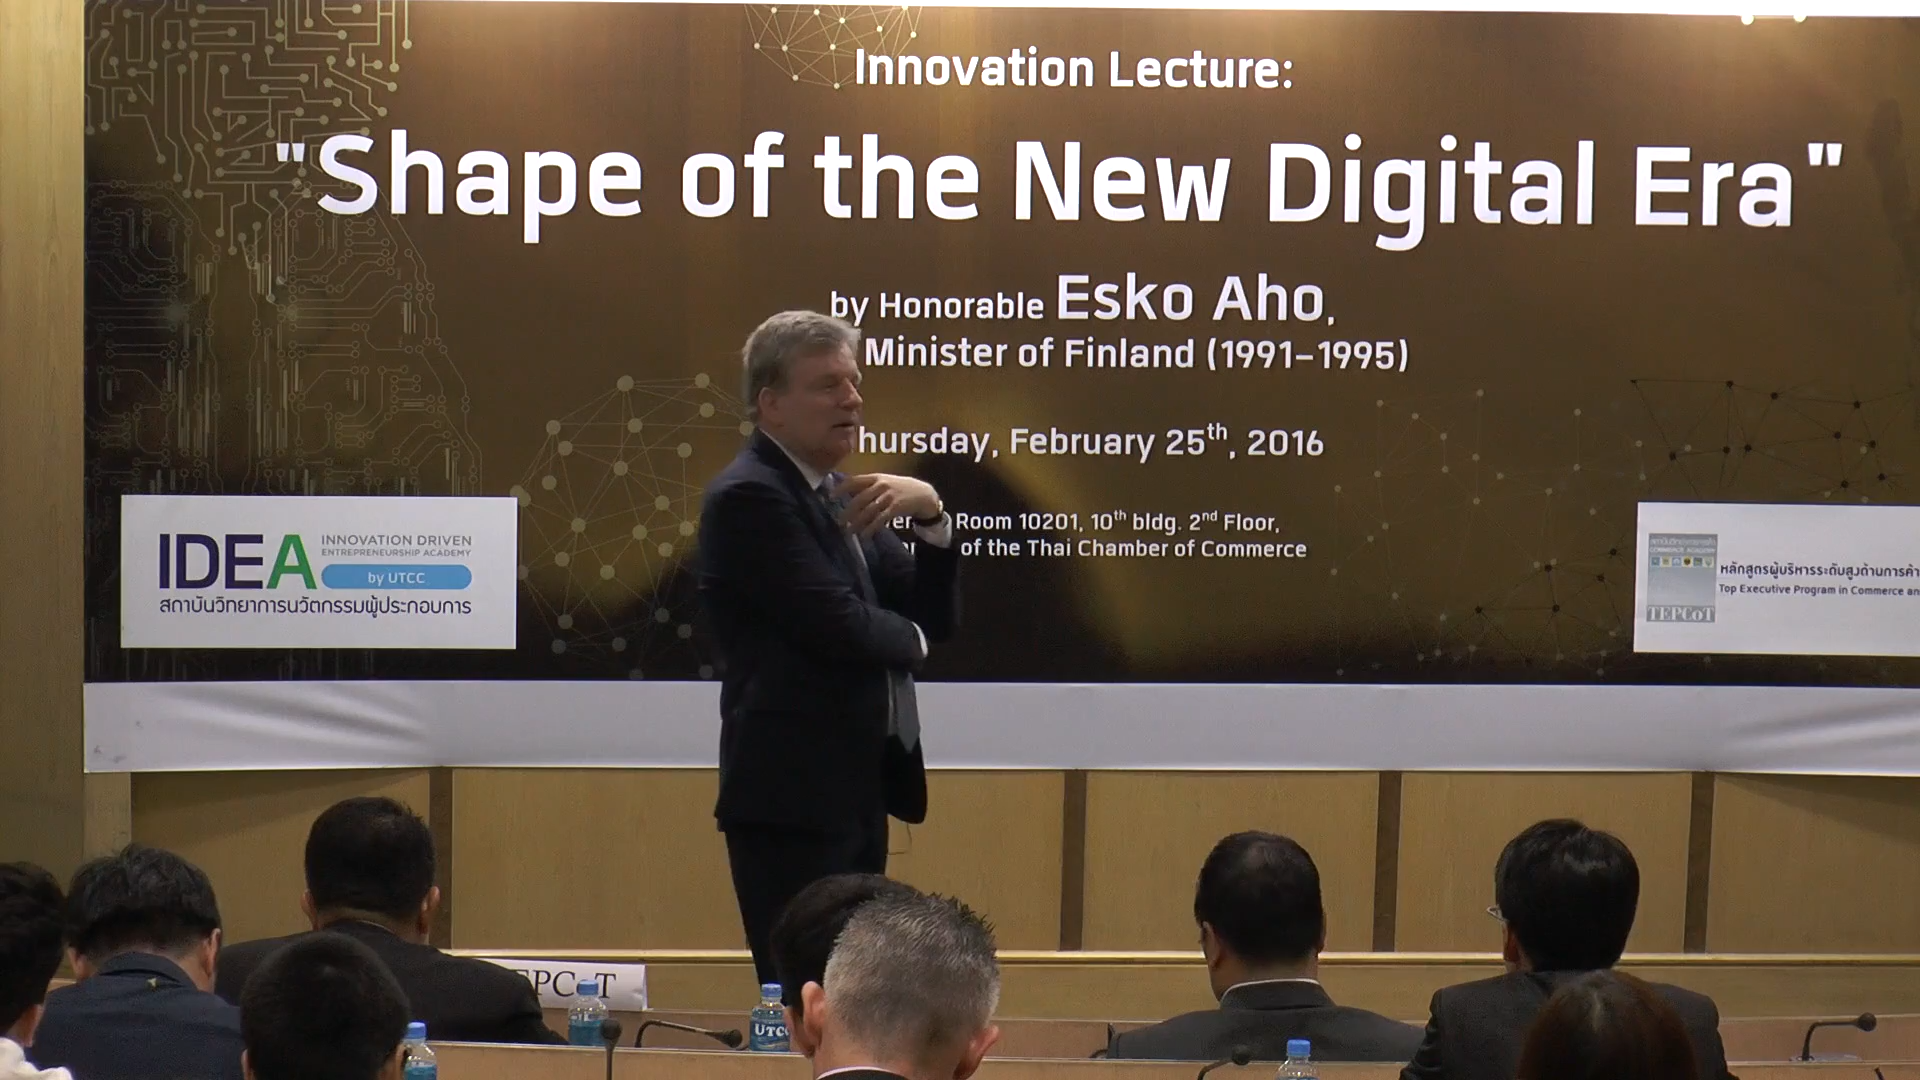 Innovation Lecture:
"Shape of the New Digital Era"
by Honorable Esko Aho,
Minister of Finland (1991-1995)
hursday, February 25th, 2016
Room 10201, 10th bldg. 2nd Floor,
of the Thai Chamber of Commerce
IDEA INNOVATION DRIVEN
ENTREPRENEURSHIP ACADEMY
by UTCC
สถาบันวิทยาการนวัตกรรมผู้ประกอบการ
หลักสูตรผู้บริหารระดับสูงด้านการค้า
Top Executive Program in Commerce an
TEPCoT
EPCoT
UTCC